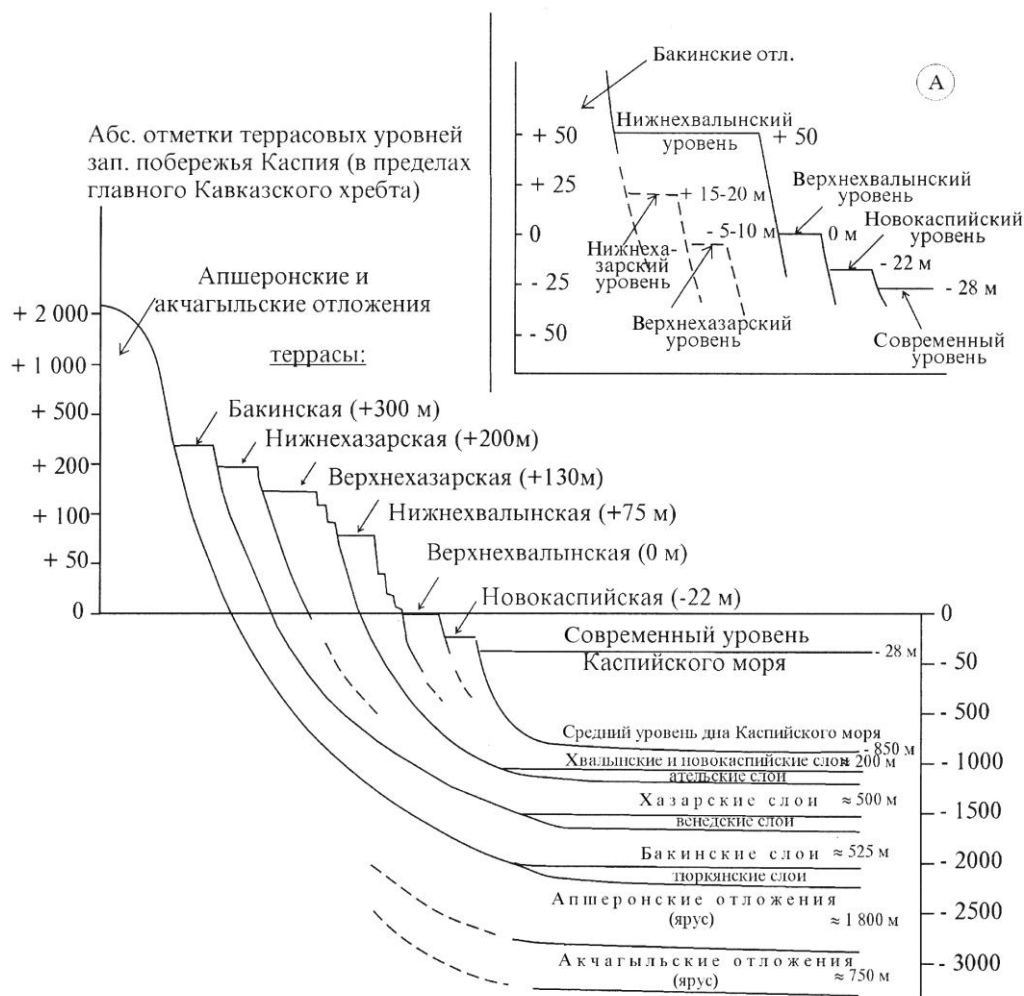 Бакинские отл.
А
Нижнехвалынский
уровень
+ 50
+ 50
+ 25
0
- 25
- 50
+ 15-20 м
- 5-10 м
Верхнехвалынский
уровень
0 м
Новокаспийский
уровень
- 22 м
- 28 м
Нижнеха-
зарский
уровень
Верхнехазарский
уровень
Современный
уровень
Абс. отметки террасовых уровней
зап. побережья Каспия (в пределах
главного Кавказского хребта)
Апшеронские и
акчагыльские отложения
террасы:
+ 2 000
+ 1 000
+ 500
+ 200
+ 100
+ 50
0
Бакинская (+300 м)
Нижнехазарская (+200м)
Верхнехазарская (+130м)
Нижнехвалынская (+75 м)
Верхнехвалынская (0 м)
Новокаспийская (-22 м)
Современный уровень
Каспийского моря
- 28 м
0
- 50
- 500
- 1000
- 1500
- 2000
- 2500
- 3000
Средний уровень дна Каспийского моря
- 850 м
Хвалынские и новокаспийские слои ≈ 200 м
ательские слои
Хазарские слои ≈ 500 м
венедские слои
Бакинские слои ≈ 525 м
тюркянские слои
Апшеронские отложения
(ярус)
≈ 1 800 м
Акчагыльские отложения
(ярус)
≈ 750 м